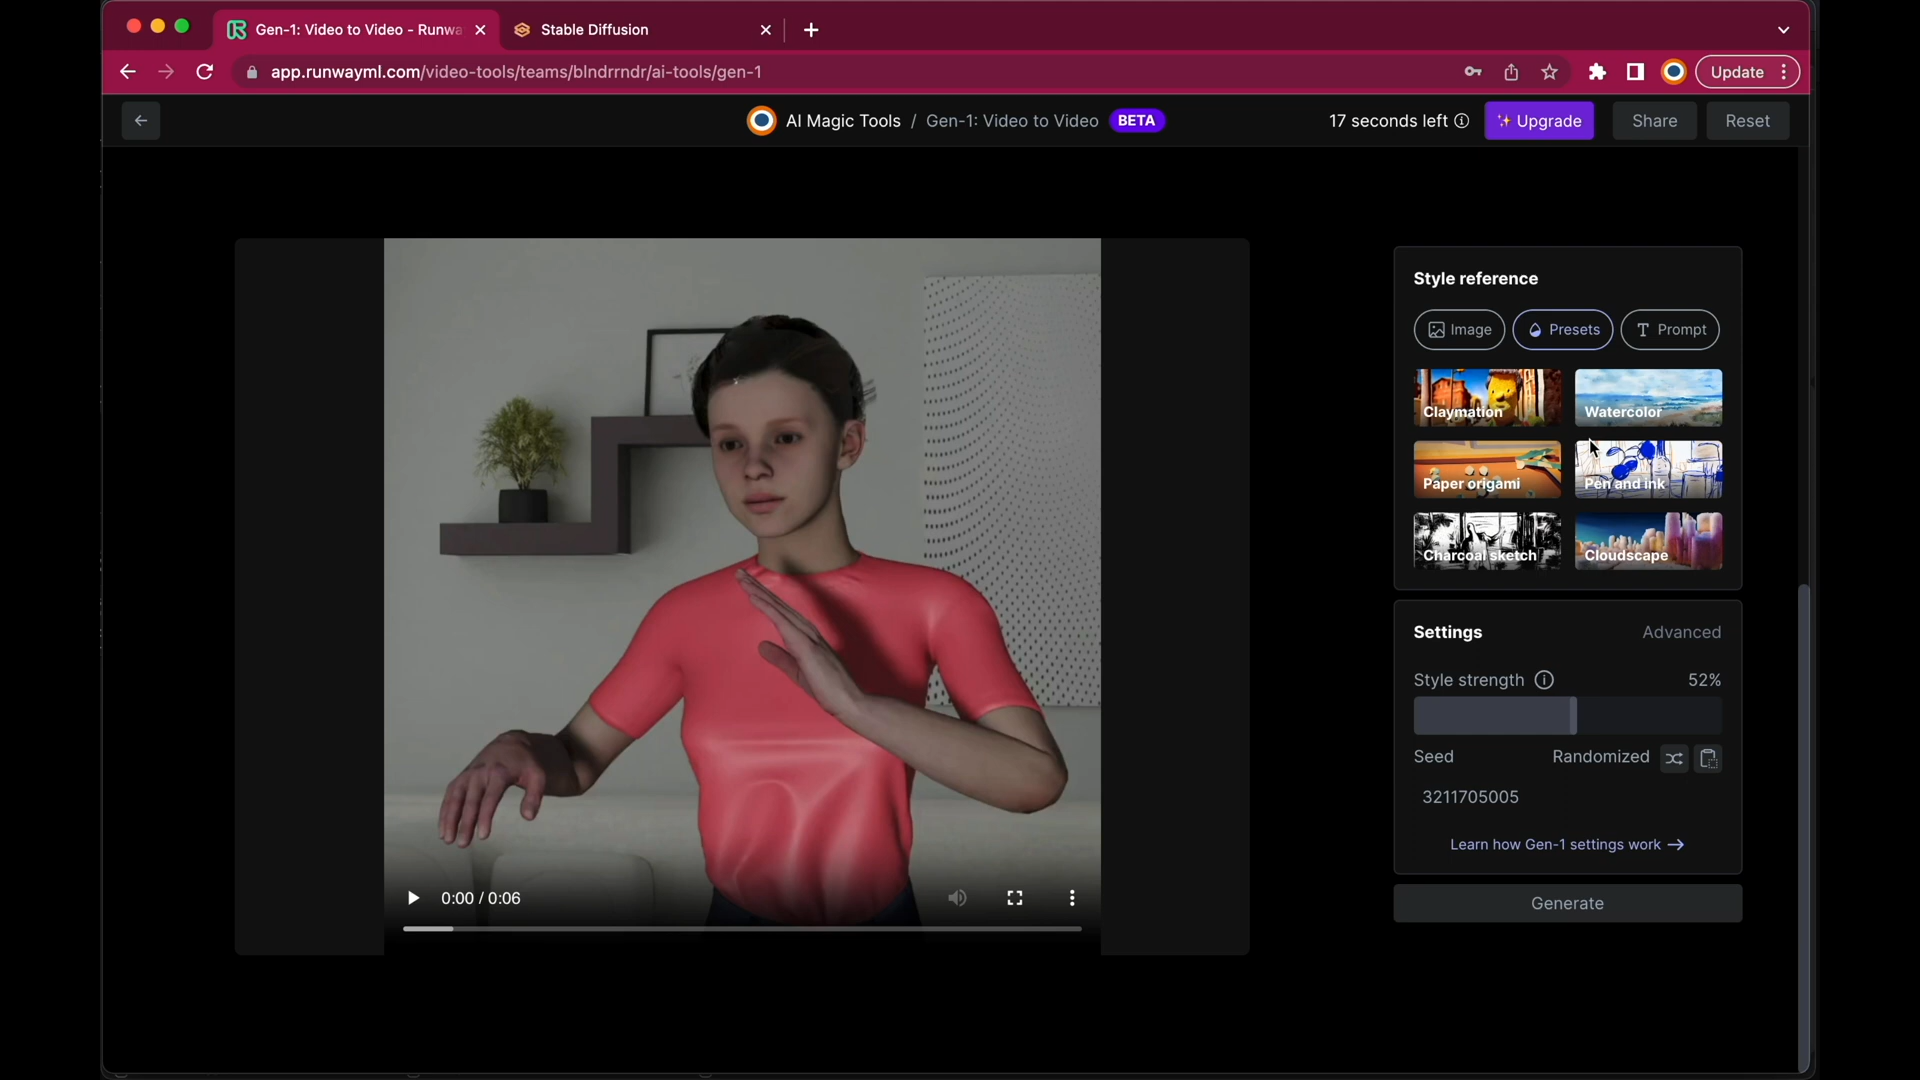 Gen-1: Video to Video - Runwa
Stable Diffusion
app.runwayml.com/video-tools/teams/blndrrndr/ai-tools/gen-1
Update
AI Magic Tools / Gen-1: Video to Video BETA
17 seconds left
Upgrade
Share
Reset
Style reference
Image
Presets
Prompt
Claymation
Watercolor
Paper origami
Pen and ink
Charcoal sketch
Cloudscape
Settings
Advanced
Style strength
52%
Seed
Randomized
3211705005
Learn how Gen-1 settings work →
Generate
0:00 / 0:06